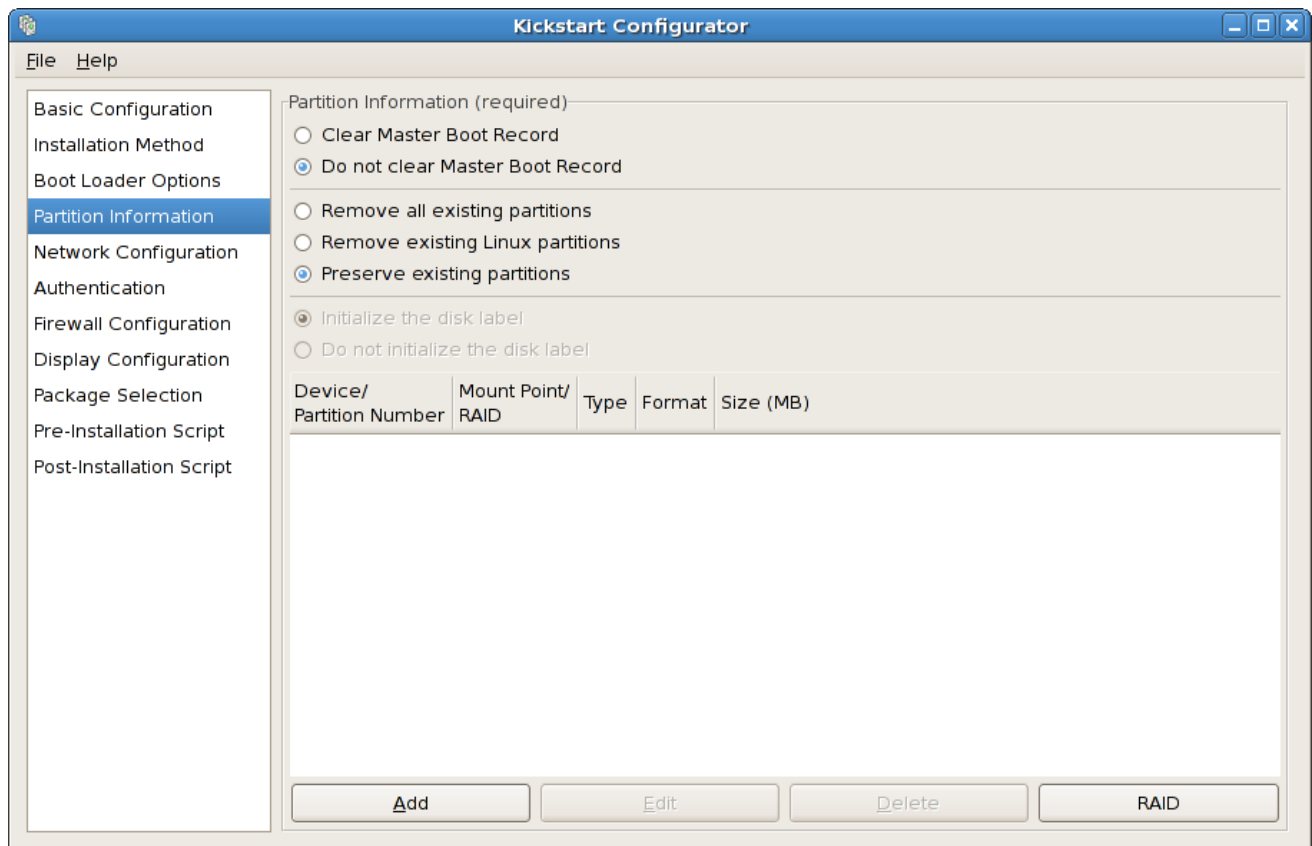 Kickstart Configurator
File Help
Basic Configuration
Installation Method
Boot Loader Options
Partition Information
Network Configuration
Authentication
Firewall Configuration
Display Configuration
Package Selection
Pre-Installation Script
Post-Installation Script
Partition Information (required)
Clear Master Boot Record
Do not clear Master Boot Record
Remove all existing partitions
Remove existing Linux partitions
Preserve existing partitions
Initialize the disk label
Do not initialize the disk label
Device/
Partition Number
Mount Point/
RAID
Type
Format
Size (MB)
Add
Edit
Delete
RAID